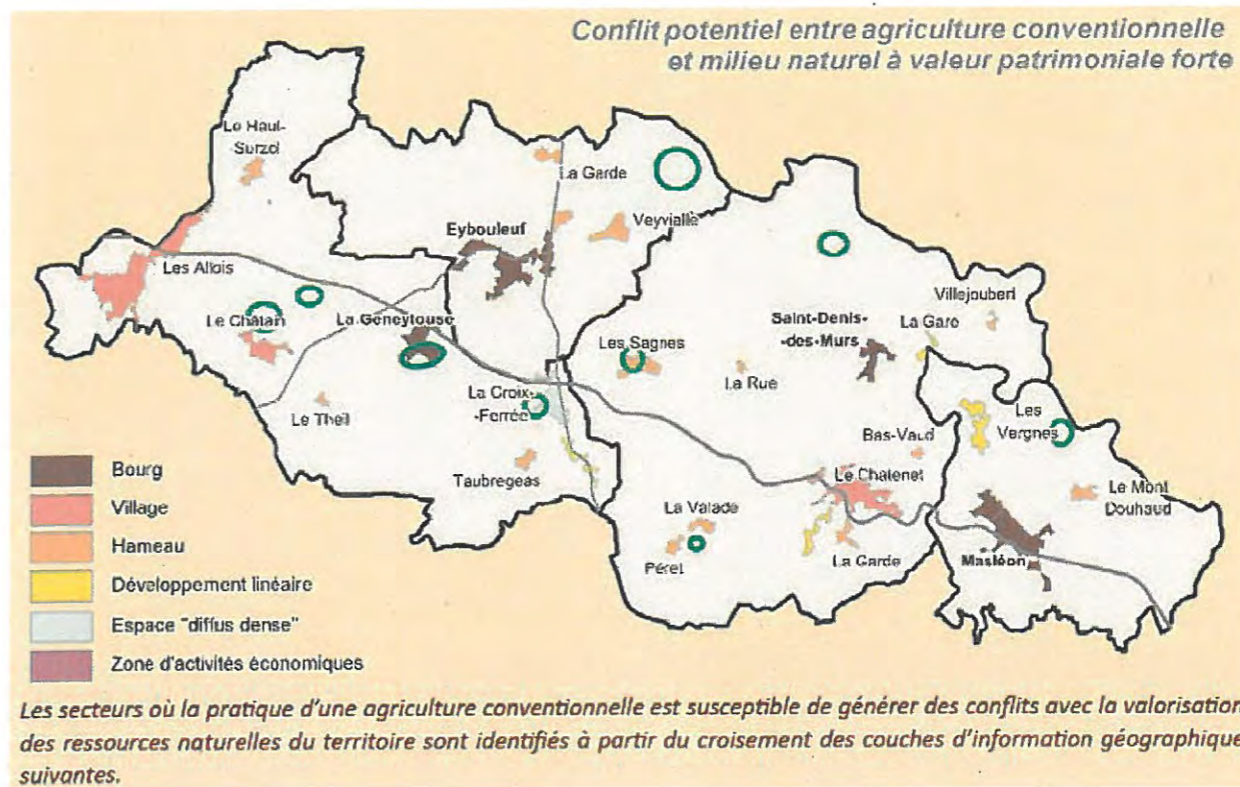 Conflit potentiel entre agriculture conventionnelle
et milieu naturel à valeur patrimoniale forte
Le Haut-
Surzol
La Garde
Veyvialle
Eybouleuf
Les Allois
Villejoubert
Le Châtain
La Geneytouse
Saint-Denis-
-des-Murs
La Gare
Les Sagnes
La Rue
Le Theil
La Croix-
-Ferrée
Les
Vergnes
Bas-Vaud
Taubregeas
Le Chatenet
Le Mont
Douhaud
La Valade
Péret
La Garde
Masléon
Bourg
Village
Hameau
Développement linéaire
Espace "diffus dense"
Zone d'activités économiques
Les secteurs où la pratique d'une agriculture conventionnelle est susceptible de générer des conflits avec la valorisation
des ressources naturelles du territoire sont identifiés à partir du croisement des couches d'information géographique
suivantes.